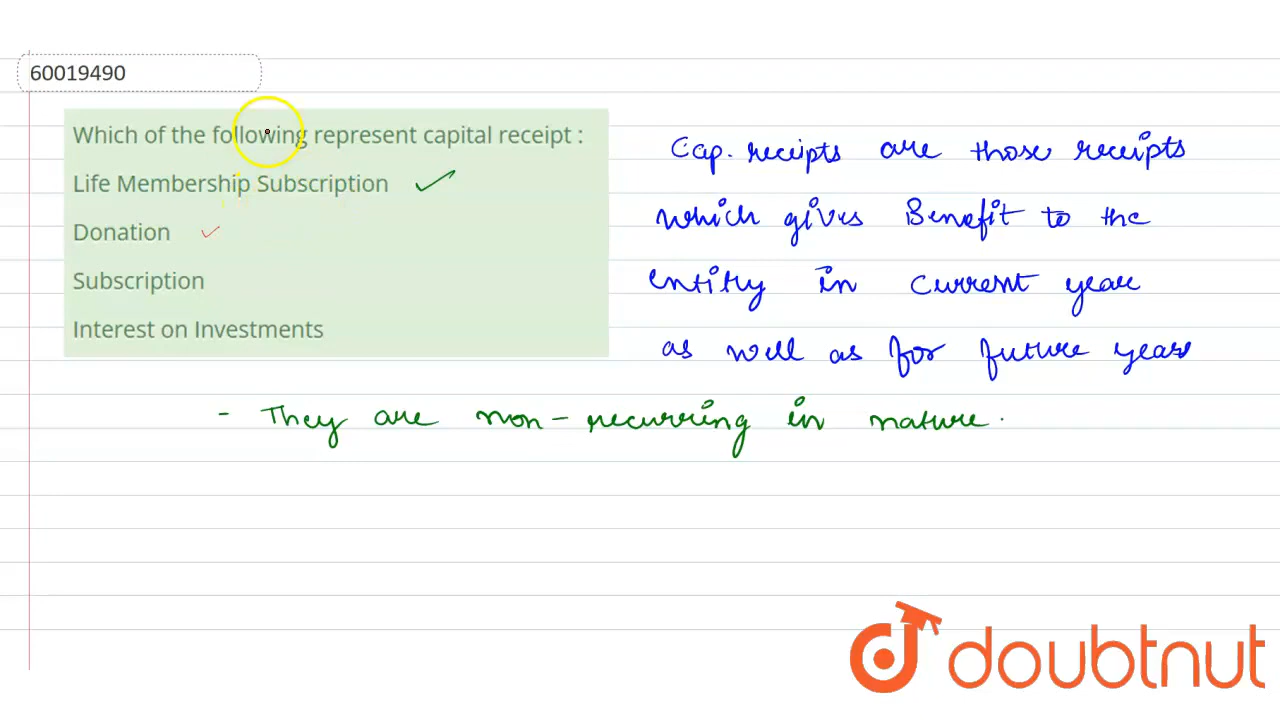 60019490
Which of the following represent capital receipt :
Life Membership Subscription
Donation
Subscription
Interest on Investments
Cap. receipts are those receipts
which gives Benefit to the
entity in current year
as well as for future years
- They are non-recurring in nature.
doubtnut